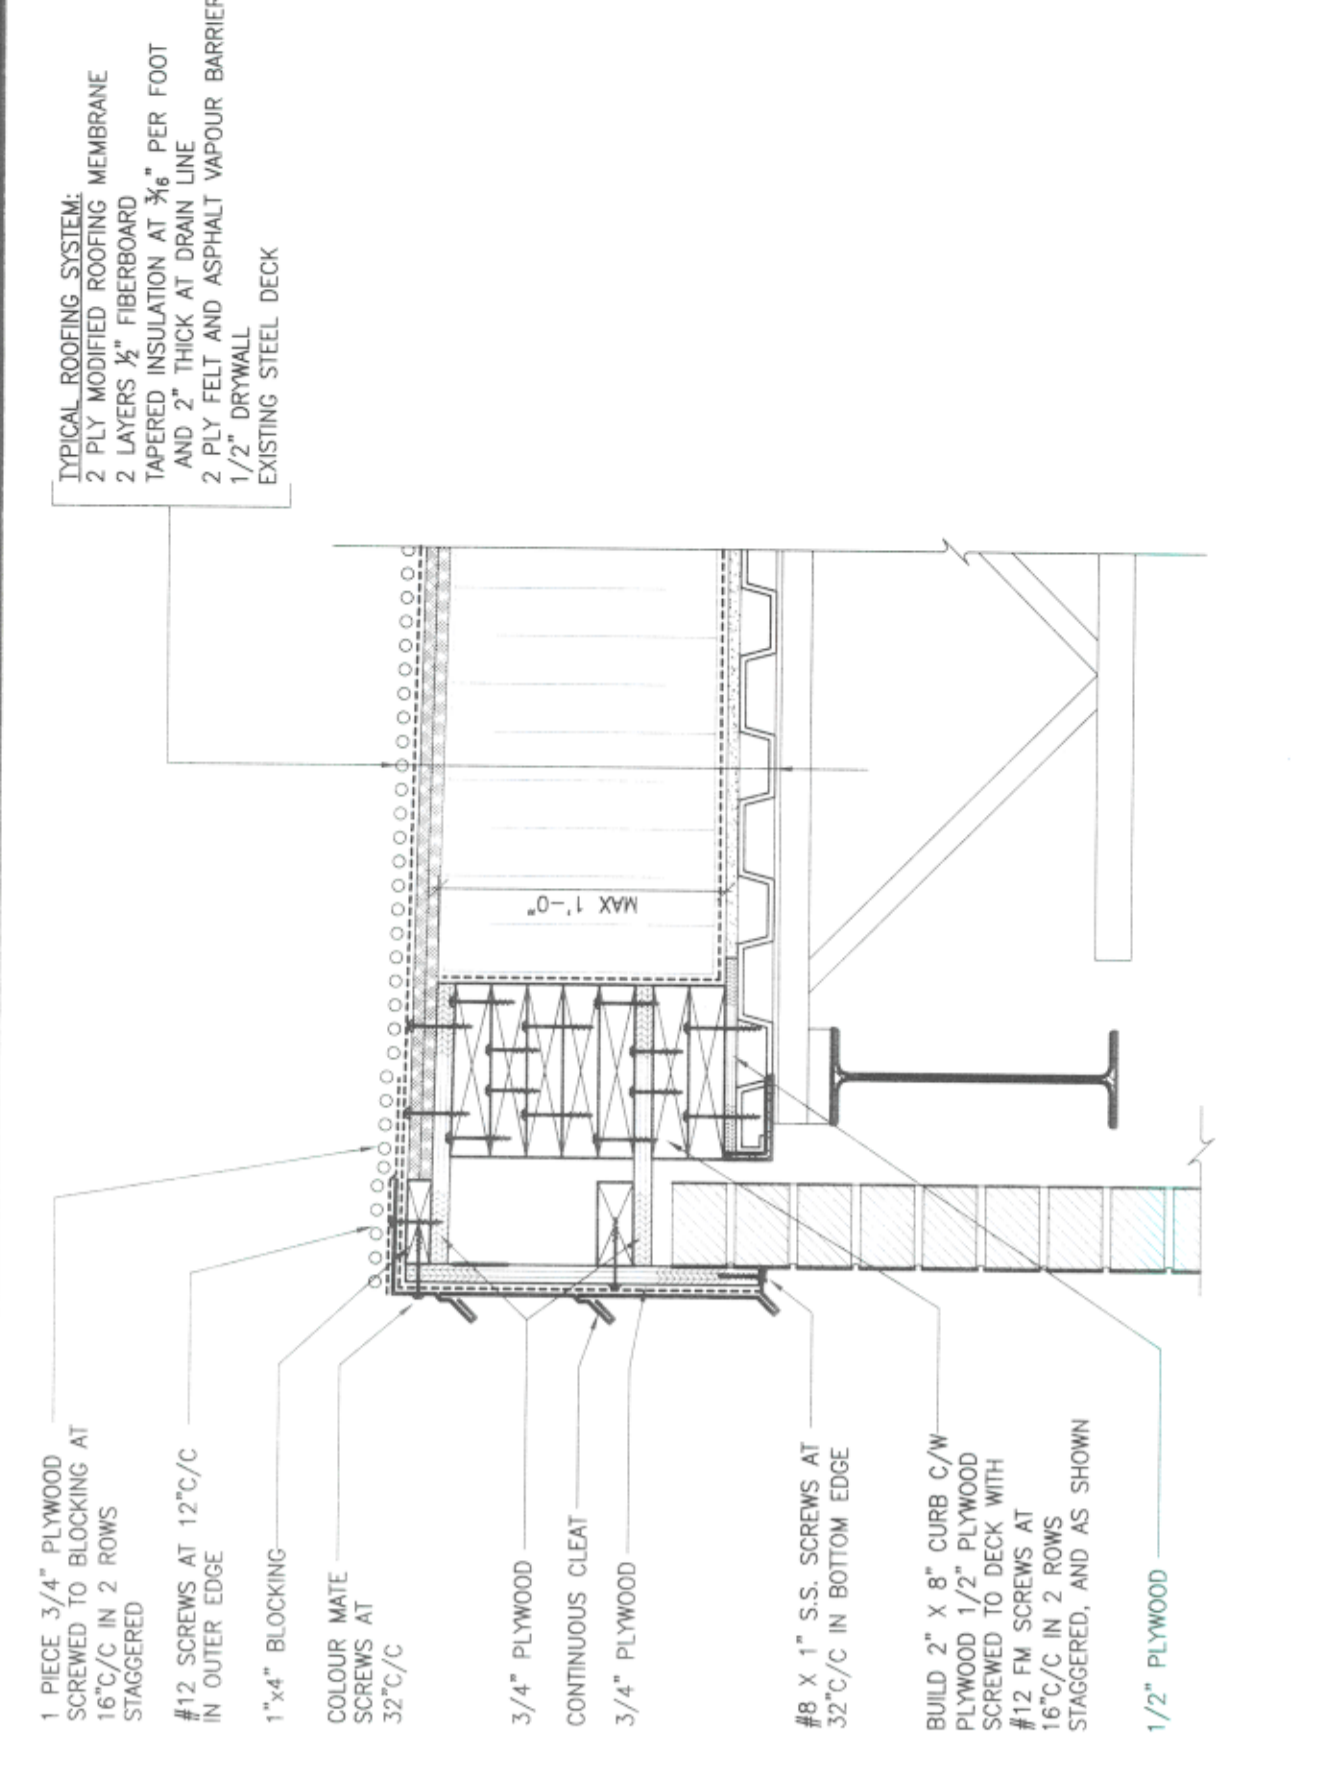 TYPICAL ROOFING SYSTEM:
2 PLY MODIFIED ROOFING MEMBRANE
2 LAYERS ½" FIBERBOARD
TAPERED INSULATION AT 3/16" PER FOOT
AND 2" THICK AT DRAIN LINE
2 PLY FELT AND ASPHALT VAPOUR BARRIER
1/2" DRYWALL
EXISTING STEEL DECK
MAX 1'-0"
1 PIECE 3/4" PLYWOOD
SCREWED TO BLOCKING AT
16"C/C IN 2 ROWS
STAGGERED
#12 SCREWS AT 12"C/C
IN OUTER EDGE
1"x4" BLOCKING
COLOUR MATE
SCREWS AT
32"C/C
3/4" PLYWOOD
CONTINUOUS CLEAT
3/4" PLYWOOD
#8 X 1" S.S. SCREWS AT
32"C/C IN BOTTOM EDGE
BUILD 2" X 8" CURB C/W
PLYWOOD 1/2" PLYWOOD
SCREWED TO DECK WITH
#12 FM SCREWS AT
16"C/C IN 2 ROWS
STAGGERED, AND AS SHOWN
1/2" PLYWOOD